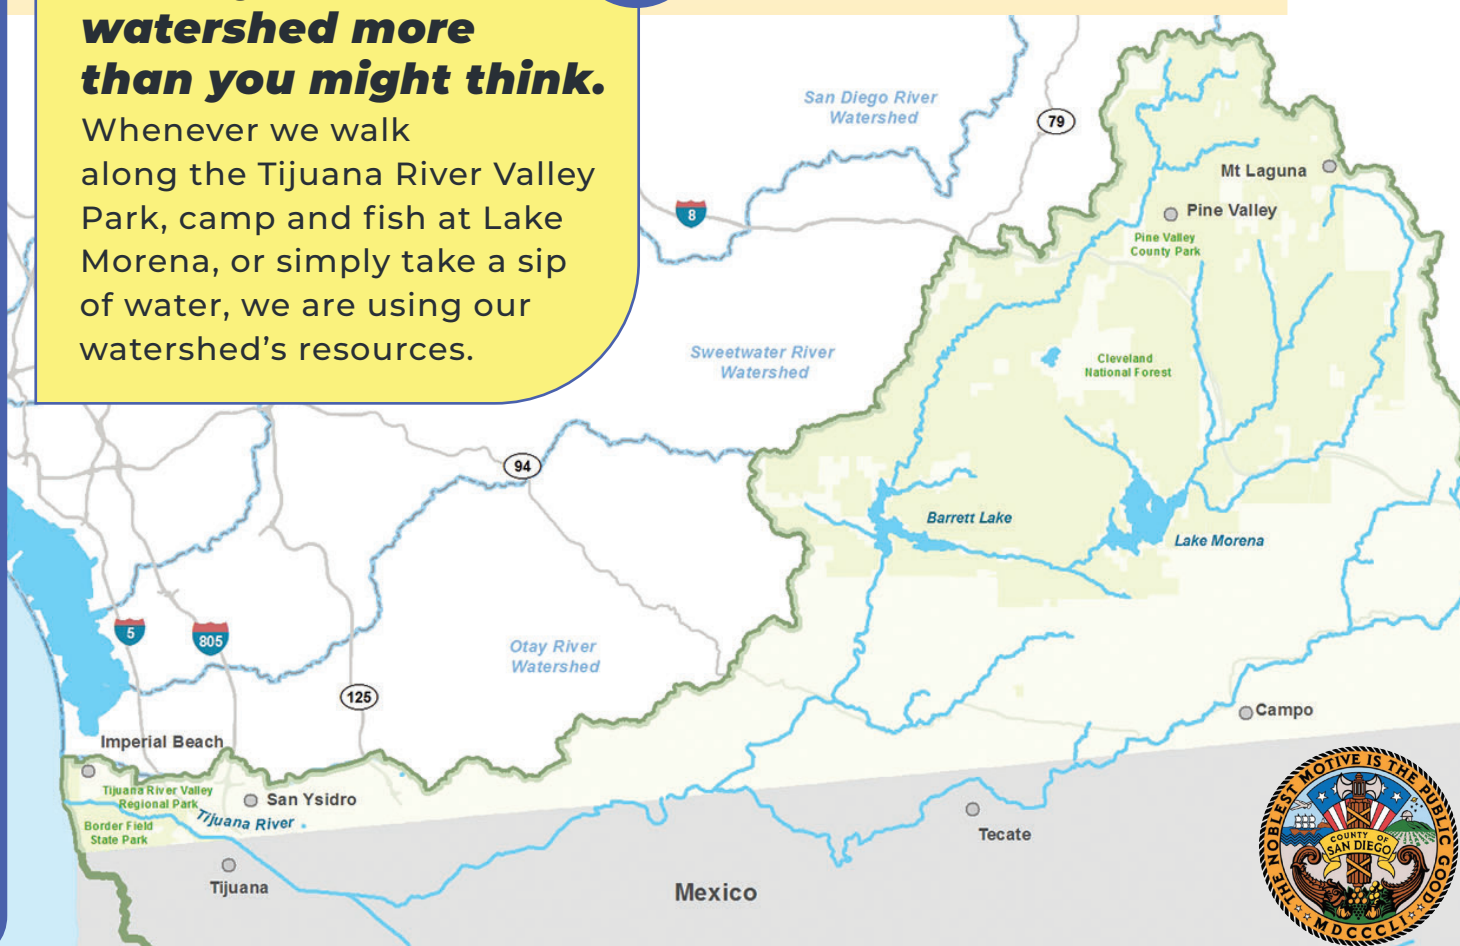 watershed more
than you might think.
Whenever we walk
along the Tijuana River Valley
Park, camp and fish at Lake
Morena, or simply take a sip
of water, we are using our
watershed’s resources.
San Diego River
Watershed
79
8
Mt Laguna
Pine Valley
Pine Valley
County Park
Sweetwater River
Watershed
Cleveland
National Forest
94
Barrett Lake
Lake Morena
5
805
Otay River
Watershed
125
Campo
Imperial Beach
Tijuana River Valley
Regional Park
San Ysidro
Tijuana River
Border Field
State Park
Tecate
Tijuana
Mexico
THE NOBLEST MOTIVE IS THE PUBLIC GOOD
COUNTY OF
SAN DIEGO
MDCCCLI